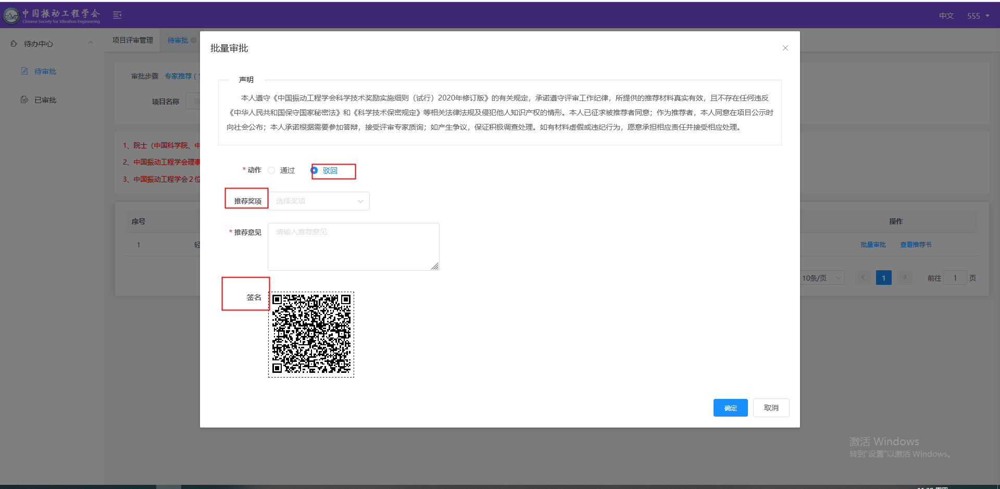 中国振动工程学会
Chinese Society for Vibration Engineering
中文
555
待办中心
待审批
已审批
项目评审管理
待审批
审批步骤
专家推荐
项目名称
1、院士（中国科学院、中
2、中国振动工程学会理事
3、中国振动工程学会２位
序号
操作
1
批量审批
查看推荐书
10条/页
1
前往
1
页
批量审批
声明
本人遵守《中国振动工程学会科学技术奖励实施细则（试行）2020年修订版》的有关规定，承诺遵守评审工作纪律，所提供的推荐材料真实有效，且不存在任何违反
《中华人民共和国保守国家秘密法》和《科学技术保密规定》等相关法律法规及侵犯他人知识产权的情形。本人已征求被推荐者同意；作为推荐者，本人同意在项目公示时
向社会公布；本人承诺根据需要参加答辩，接受评审专家质询；如产生争议，保证积极调查处理。如有材料虚假或违纪行为，愿意承担相应责任并接受相应处理。
* 动作
通过
驳回
推荐奖项
选择奖项
* 推荐意见
请输入推荐意见
签名
确定
取消
激活 Windows
转到"设置"以激活 Windows。